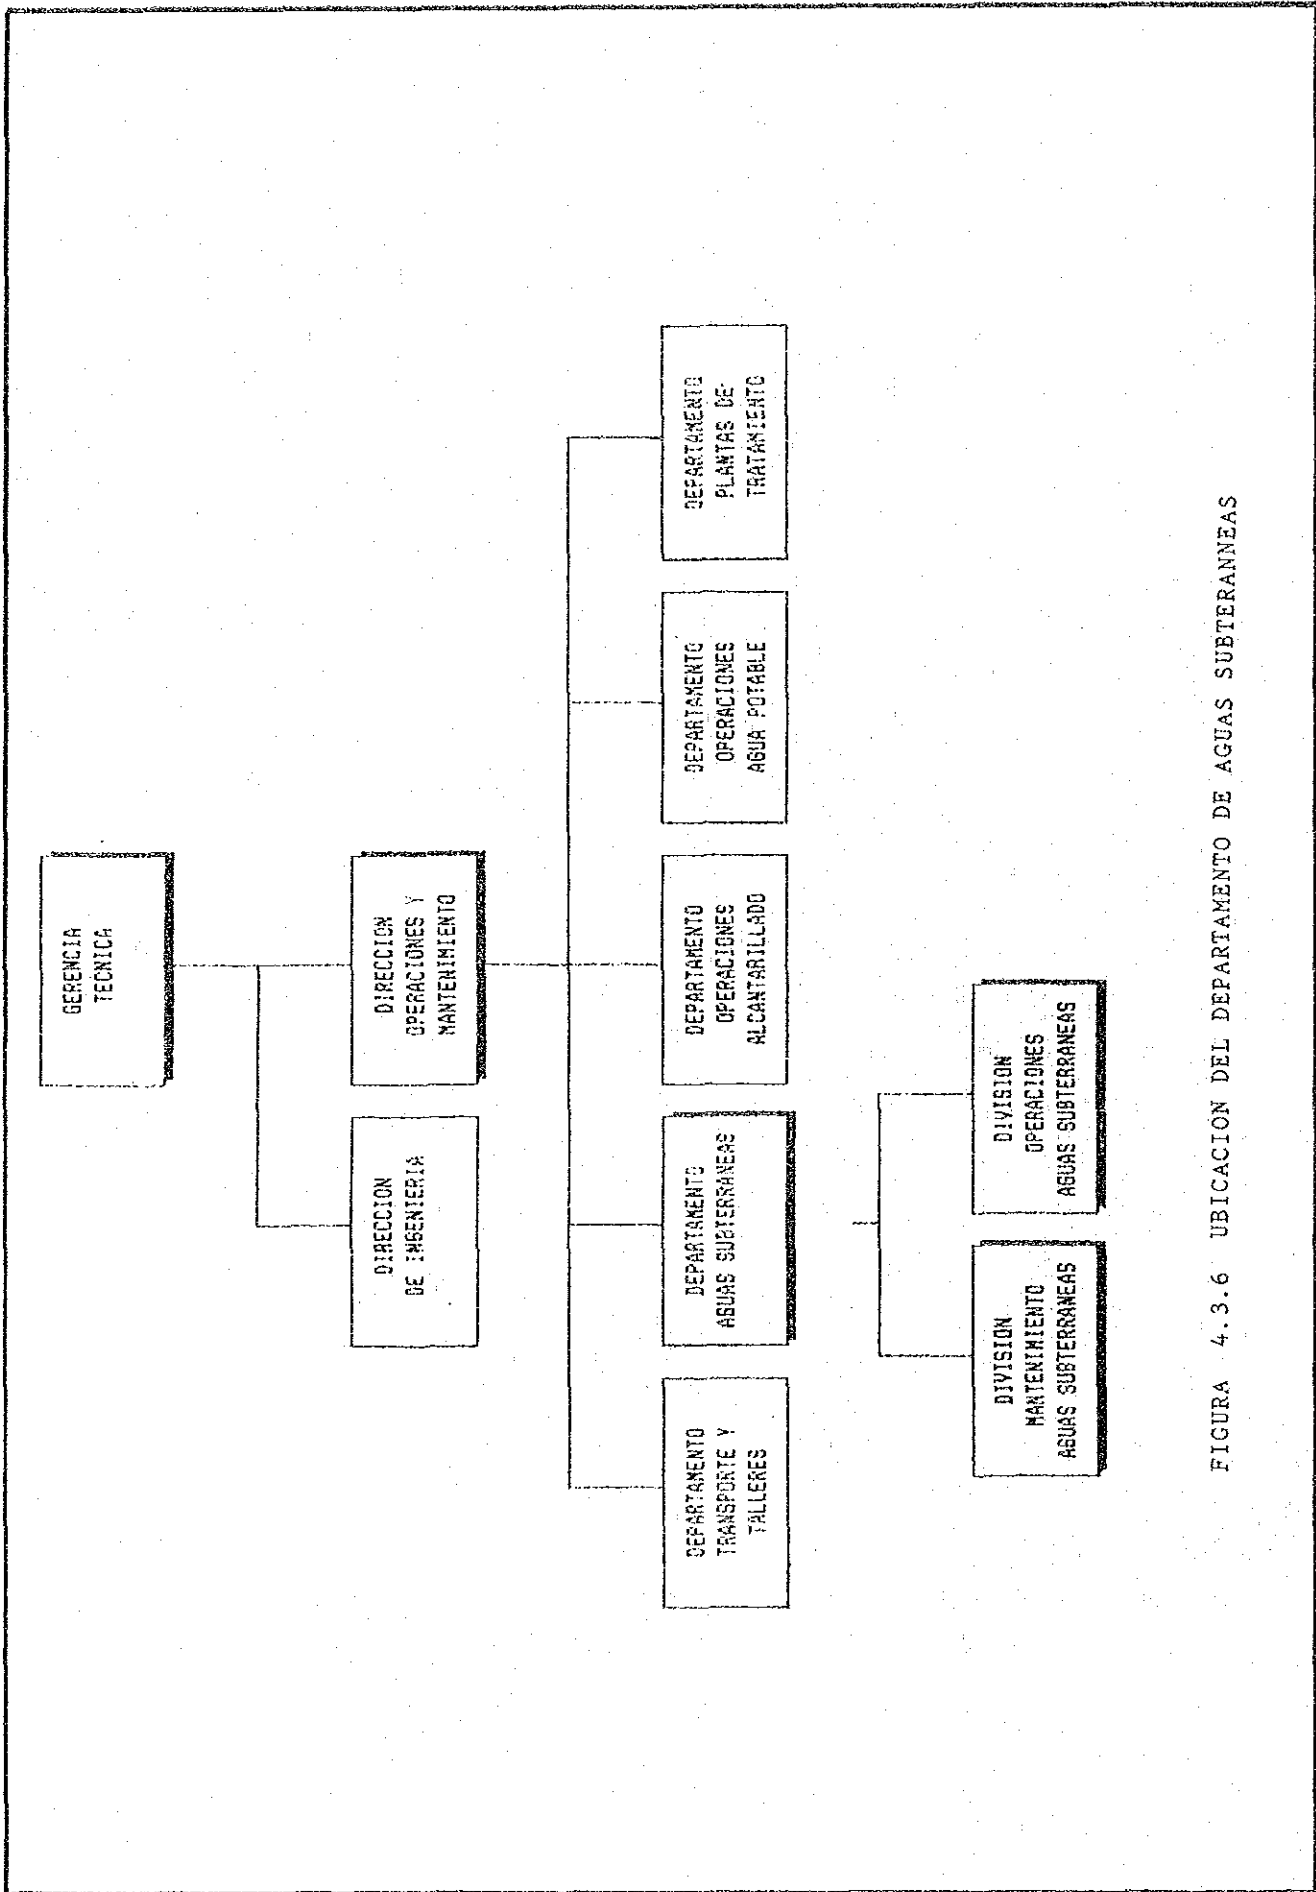 GERENCIA
TECNICA
DIRECCION
DE INGENIERIA
DIRECCION
OPERACIONES Y
MANTENIMIENTO
DEPARTAMENTO
TRANSPORTE Y
TALLERES
DEPARTAMENTO
AGUAS SUBTERRANEAS
DEPARTAMENTO
OPERACIONES
ALCANTARILLADO
DEPARTAMENTO
OPERACIONES
AGUA POTABLE
DEPARTAMENTO
PLANTAS DE
TRATAMIENTO
DIVISION
MANTENIMIENTO
AGUAS SUBTERRANEAS
DIVISION
OPERACIONES
AGUAS SUBTERRANEAS
FIGURA 4.3.6 UBICACION DEL DEPARTAMENTO DE AGUAS SUBTERANNEAS